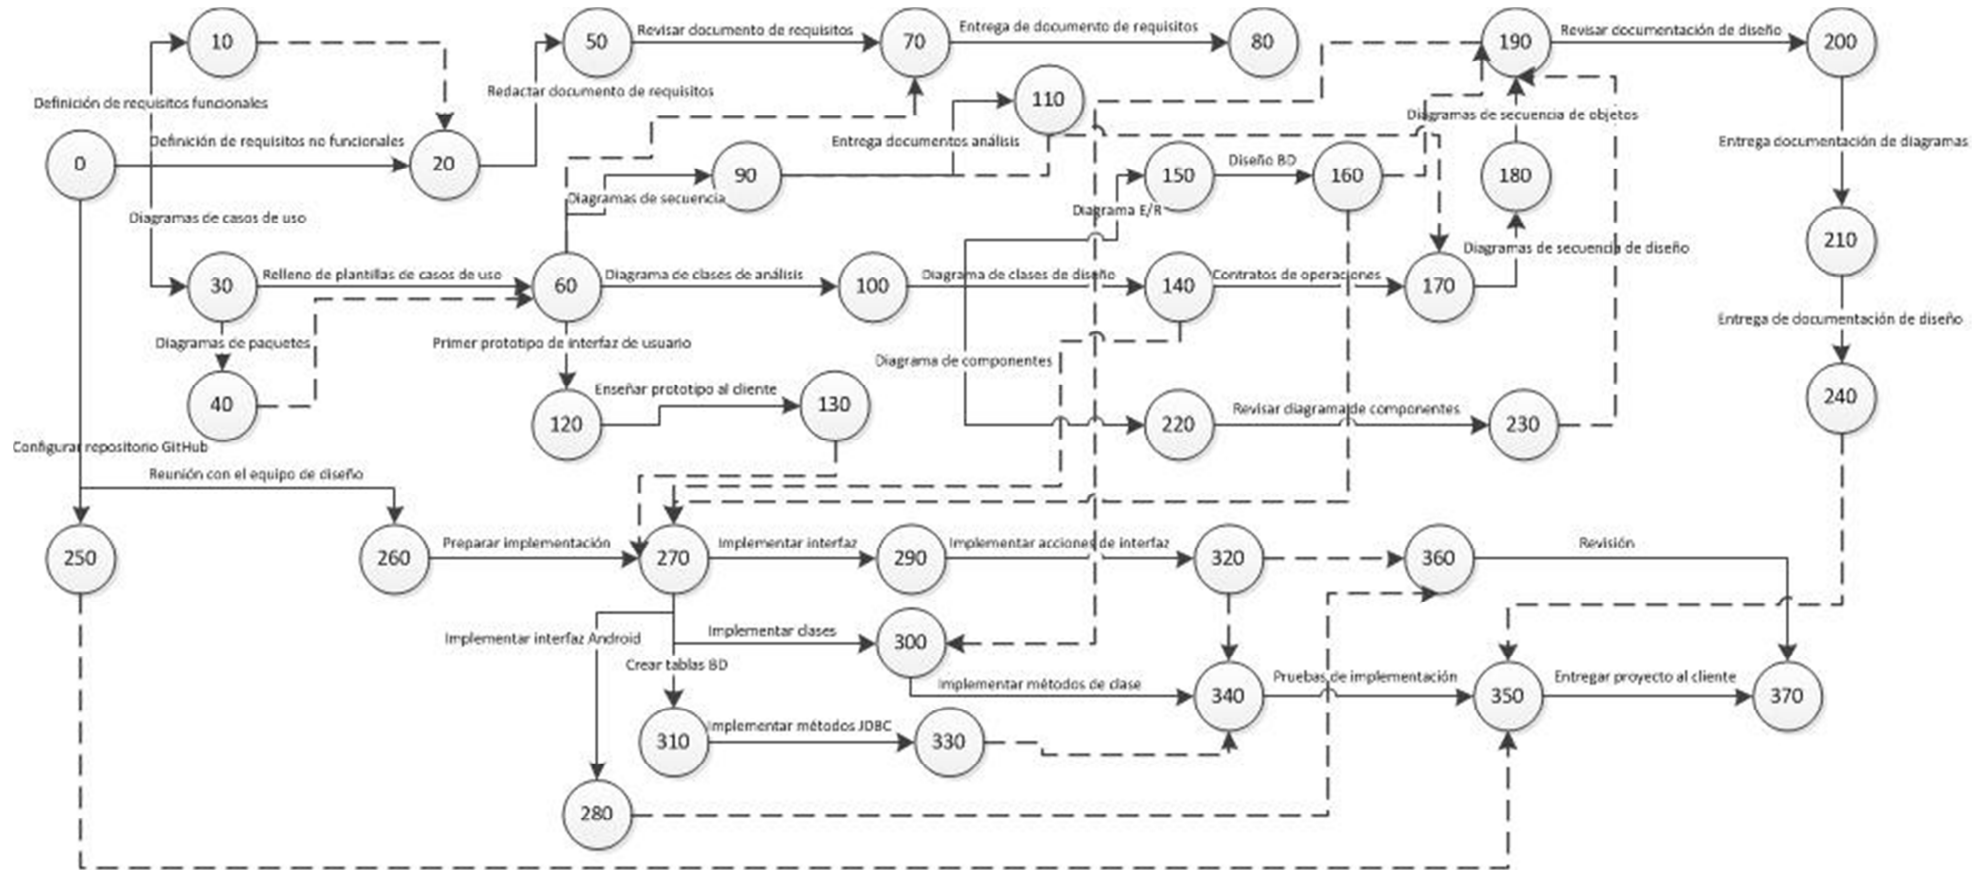 10
50
Revisar documento de requisitos
70
Entrega de documento de requisitos
80
190
Revisar documentación de diseño
200
Definición de requisitos funcionales
Redactar documento de requisitos
110
Diagramas de secuencia de objetos
0
Definición de requisitos no funcionales
20
Entrega documentos análisis
90
Diagramas de secuencia
150
Diseño BD
160
180
Entrega documentación de diagramas
Diagramas de casos de uso
Diagrama E/R
210
30
Relleno de plantillas de casos de uso
60
Diagrama de clases de análisis
100
Diagrama de clases de diseño
140
Contratos de operaciones
170
Diagramas de secuencia de diseño
Entrega de documentación de diseño
Diagramas de paquetes
Primer prototipo de interfaz de usuario
Diagrama de componentes
40
120
Enseñar prototipo al cliente
130
220
Revisar diagrama de componentes
230
240
Configurar repositorio GitHub
Reunión con el equipo de diseño
250
260
Preparar implementación
270
Implementar interfaz
290
Implementar acciones de interfaz
320
360
Revisión
Implementar interfaz Android
Implementar clases
300
Crear tablas BD
Implementar métodos de clase
340
Pruebas de implementación
350
Entregar proyecto al cliente
370
310
Implementar métodos JDBC
330
280